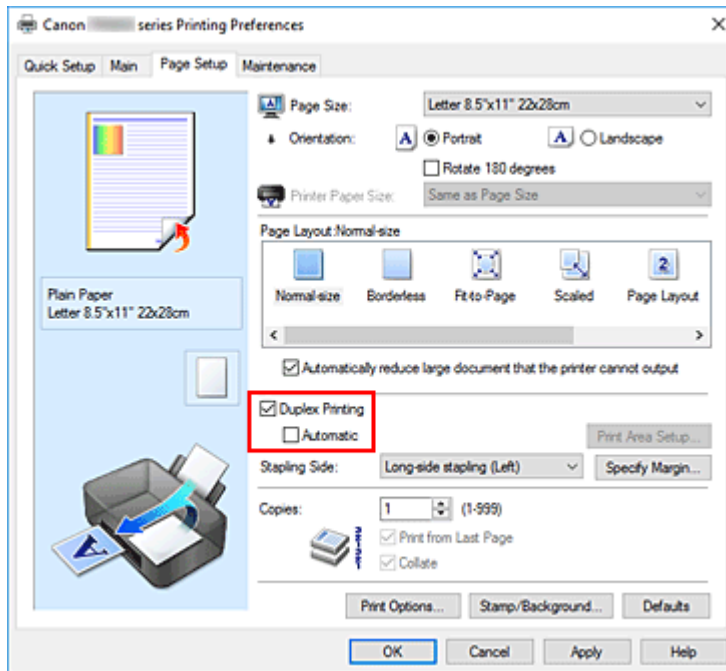 Canon series Printing Preferences
Quick Setup Main Page Setup Maintenance
Page Size: Letter 8.5"x11" 22x28cm
Orientation: A Portrait A Landscape
Rotate 180 degrees
Printer Paper Size: Same as Page Size
Page Layout:Normal-size
2
Normal-size Borderless Fit-to-Page Scaled Page Layout
Plain Paper
Letter 8.5"x11" 22x28cm
Automatically reduce large document that the printer cannot output
Duplex Printing
Automatic
Print Area Setup...
Stapling Side: Long-side stapling (Left) Specify Margin...
Copies: 1 (1-999)
Print from Last Page
Collate
A
Print Options... Stamp/Background... Defaults
OK Cancel Apply Help